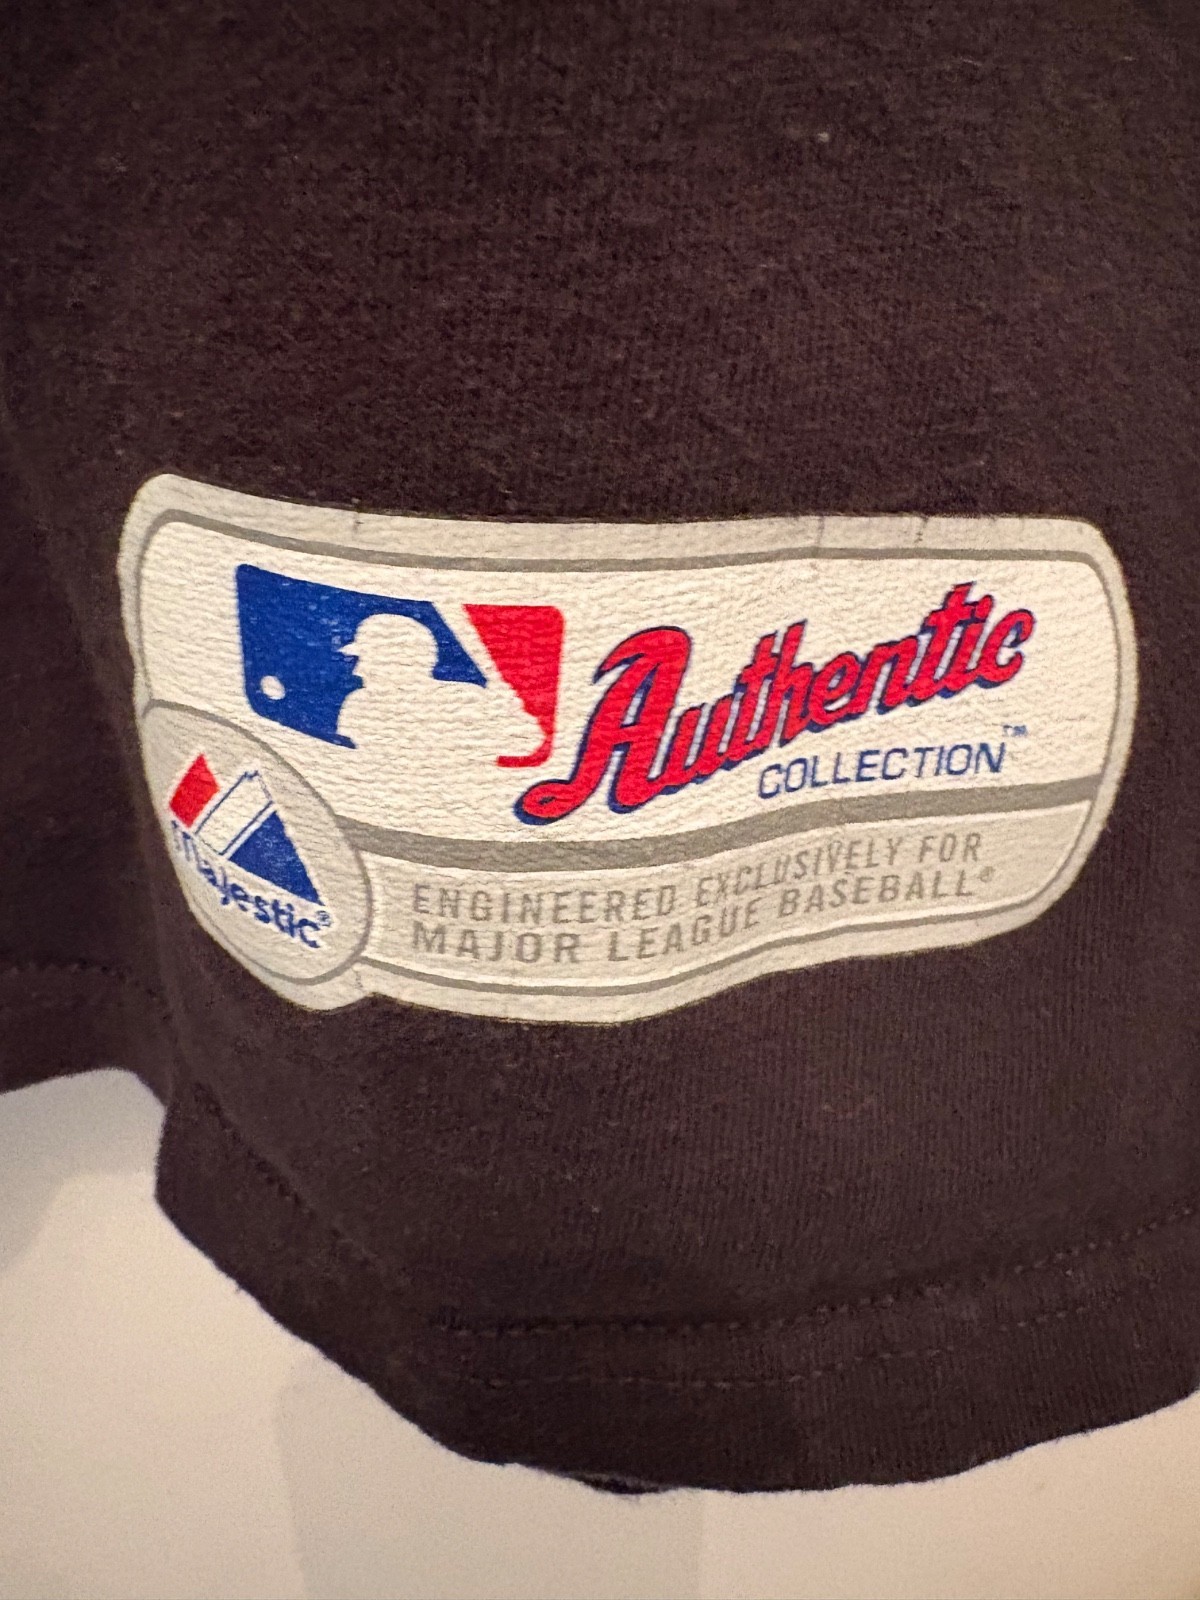 Authentic
COLLECTION™
majestic®
ENGINEERED EXCLUSIVELY FOR
MAJOR LEAGUE BASEBALL®